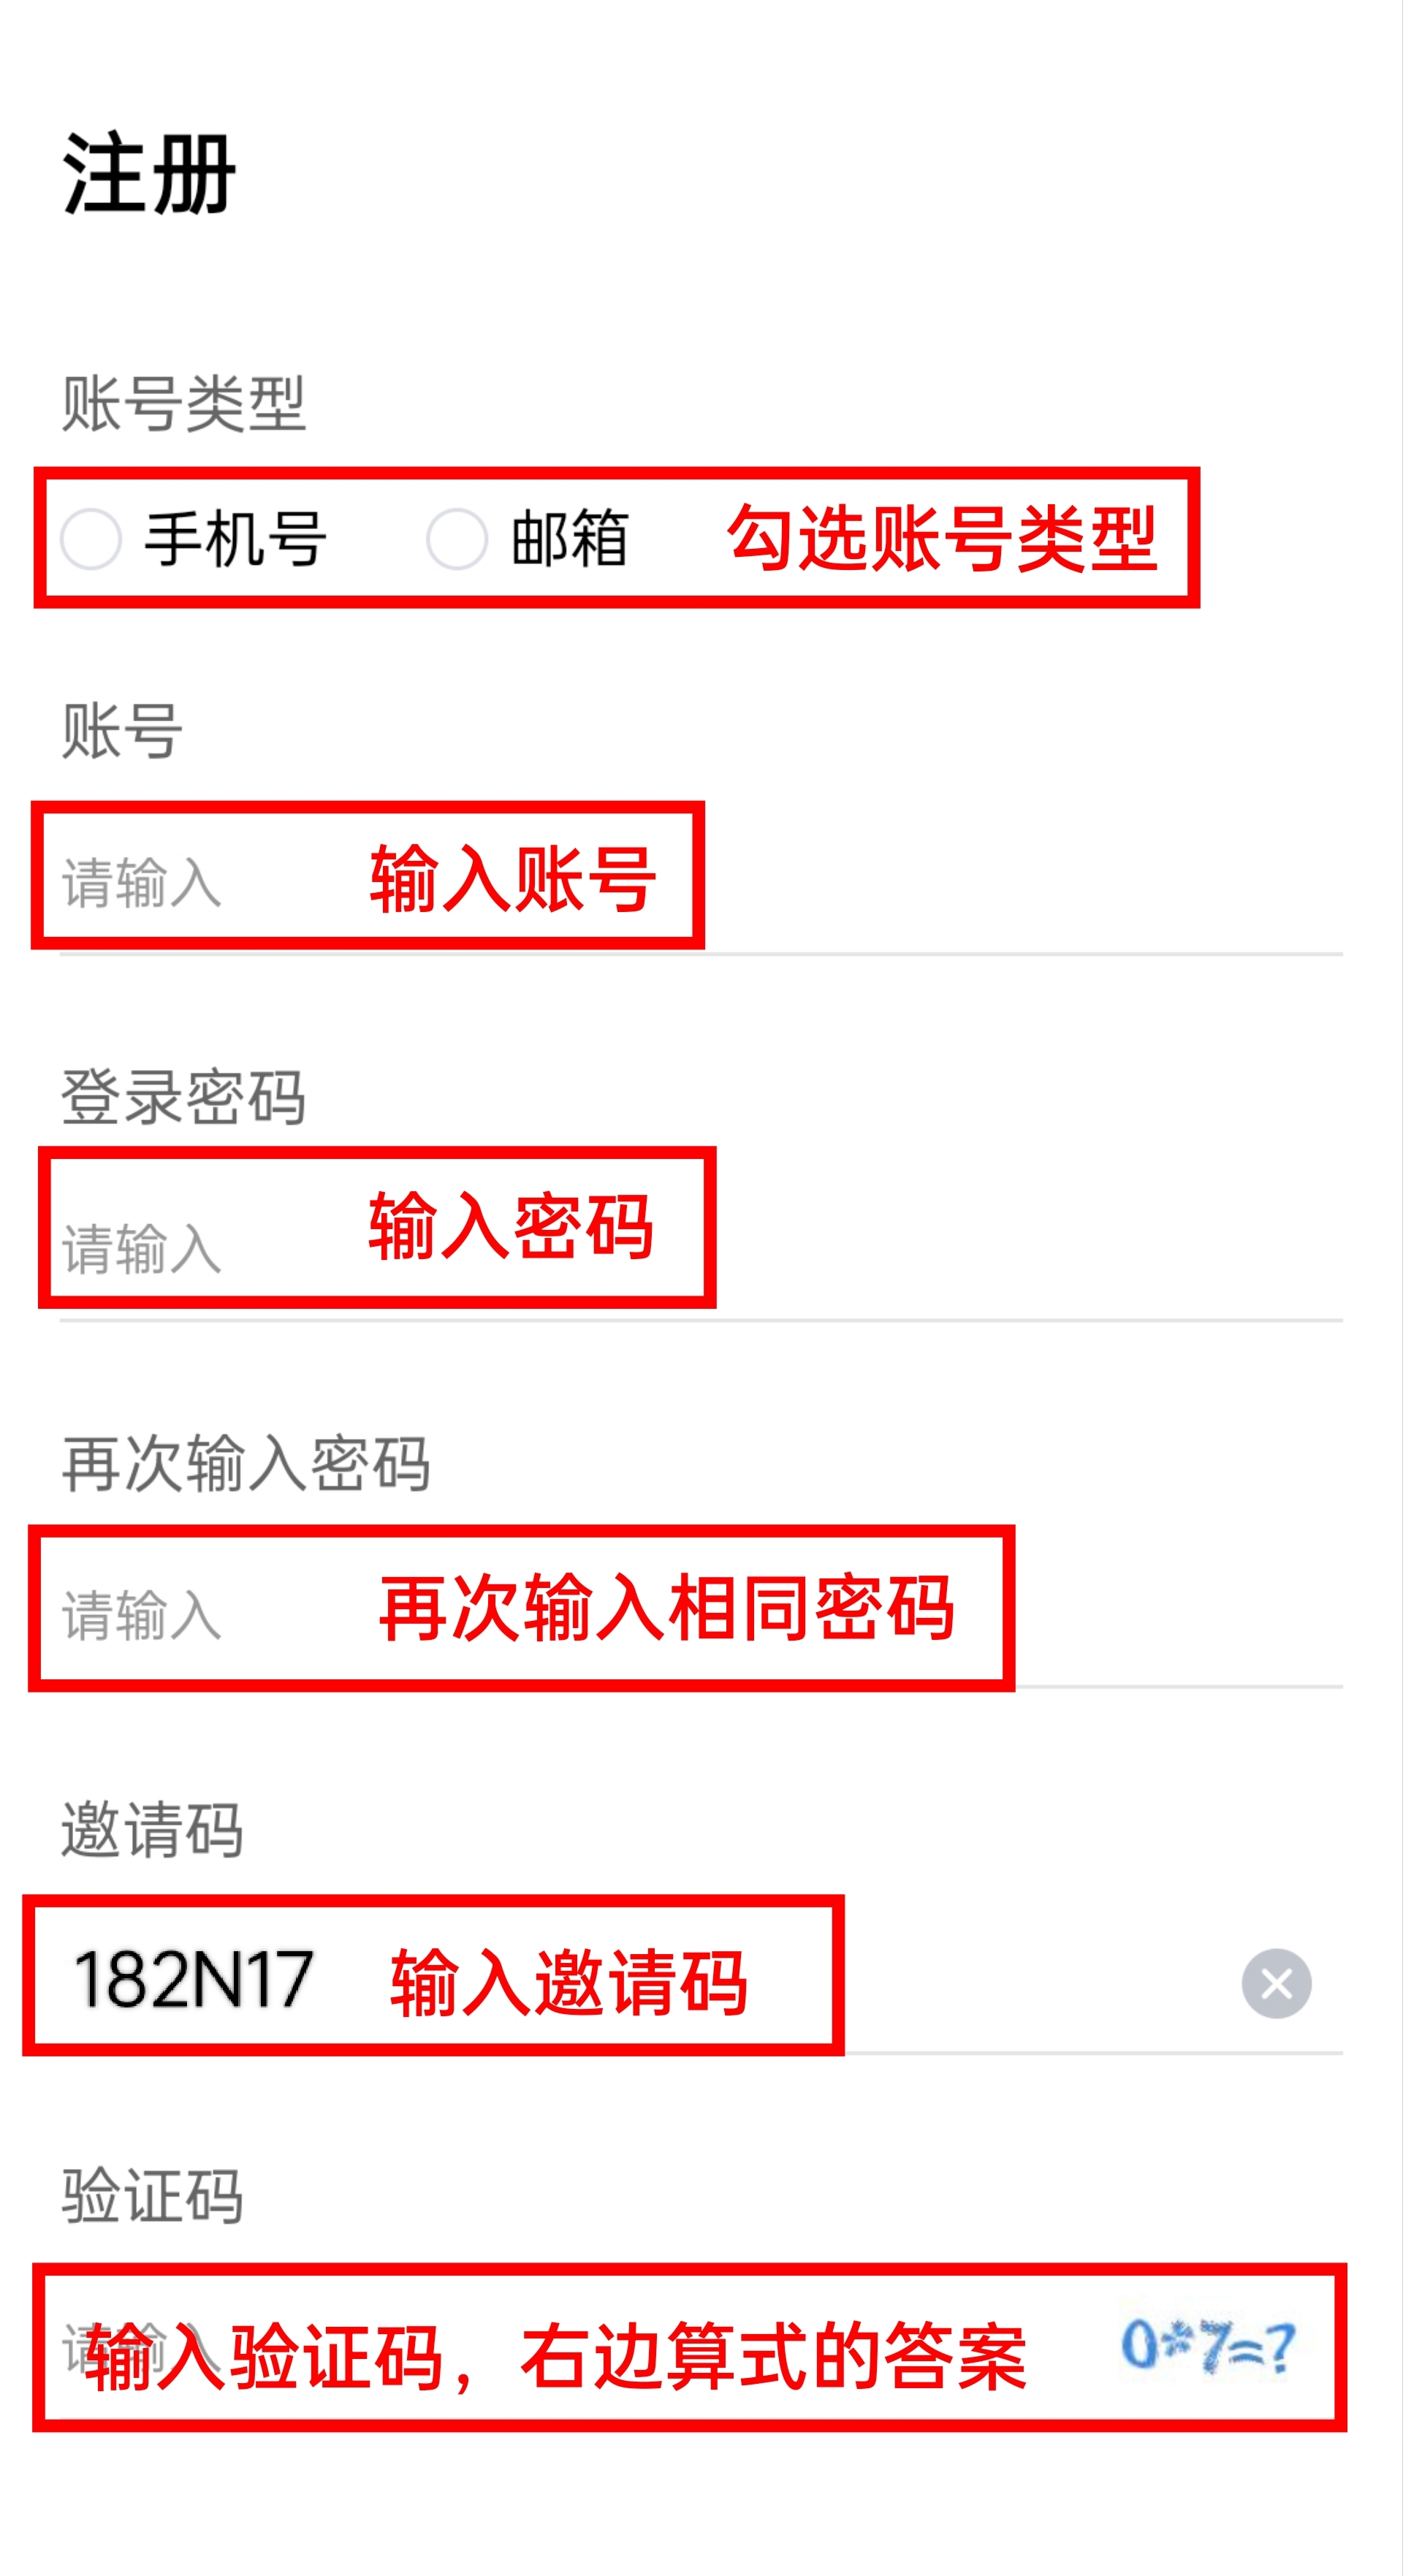 注册
账号类型
手机号 邮箱 勾选账号类型
账号
请输入 输入账号
登录密码
请输入 输入密码
再次输入密码
请输入 再次输入相同密码
邀请码
182N17 输入邀请码
验证码
请输入 输入验证码，右边算式的答案 0*7=?